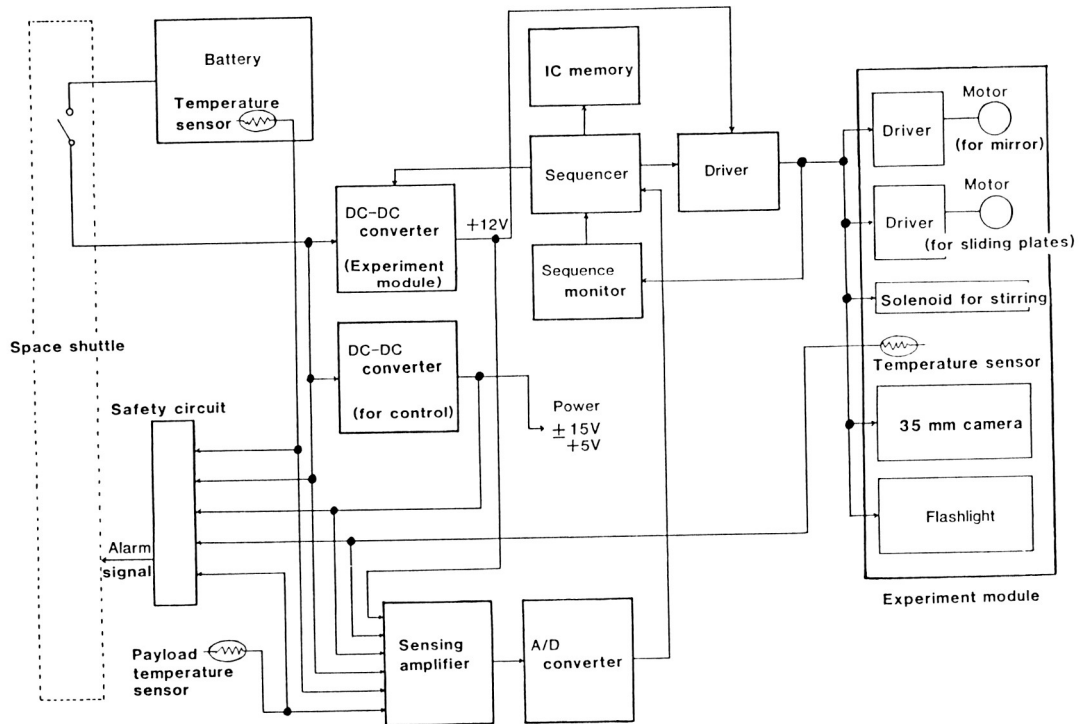 Battery
Temperature
sensor
IC memory
Sequencer
Driver
DC-DC
converter
(Experiment
module)
+12V
Sequence
monitor
DC-DC
converter
(for control)
Power
± 15V
+5V
Space shuttle
Safety circuit
Alarm
signal
Payload
temperature
sensor
Sensing
amplifier
A/D
converter
Driver
Motor
(for mirror)
Driver
Motor
(for sliding plates)
Solenoid for stirring
Temperature sensor
35 mm camera
Flashlight
Experiment module